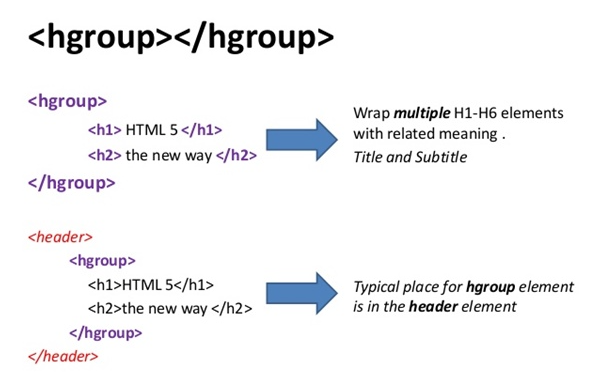 <hgroup></hgroup>
<hgroup>
<h1> HTML 5 </h1>
<h2> the new way </h2>
</hgroup>
Wrap multiple H1-H6 elements
with related meaning .
Title and Subtitle
<header>
<hgroup>
<h1>HTML 5</h1>
<h2>the new way </h2>
</hgroup>
</header>
Typical place for hgroup element
is in the header element